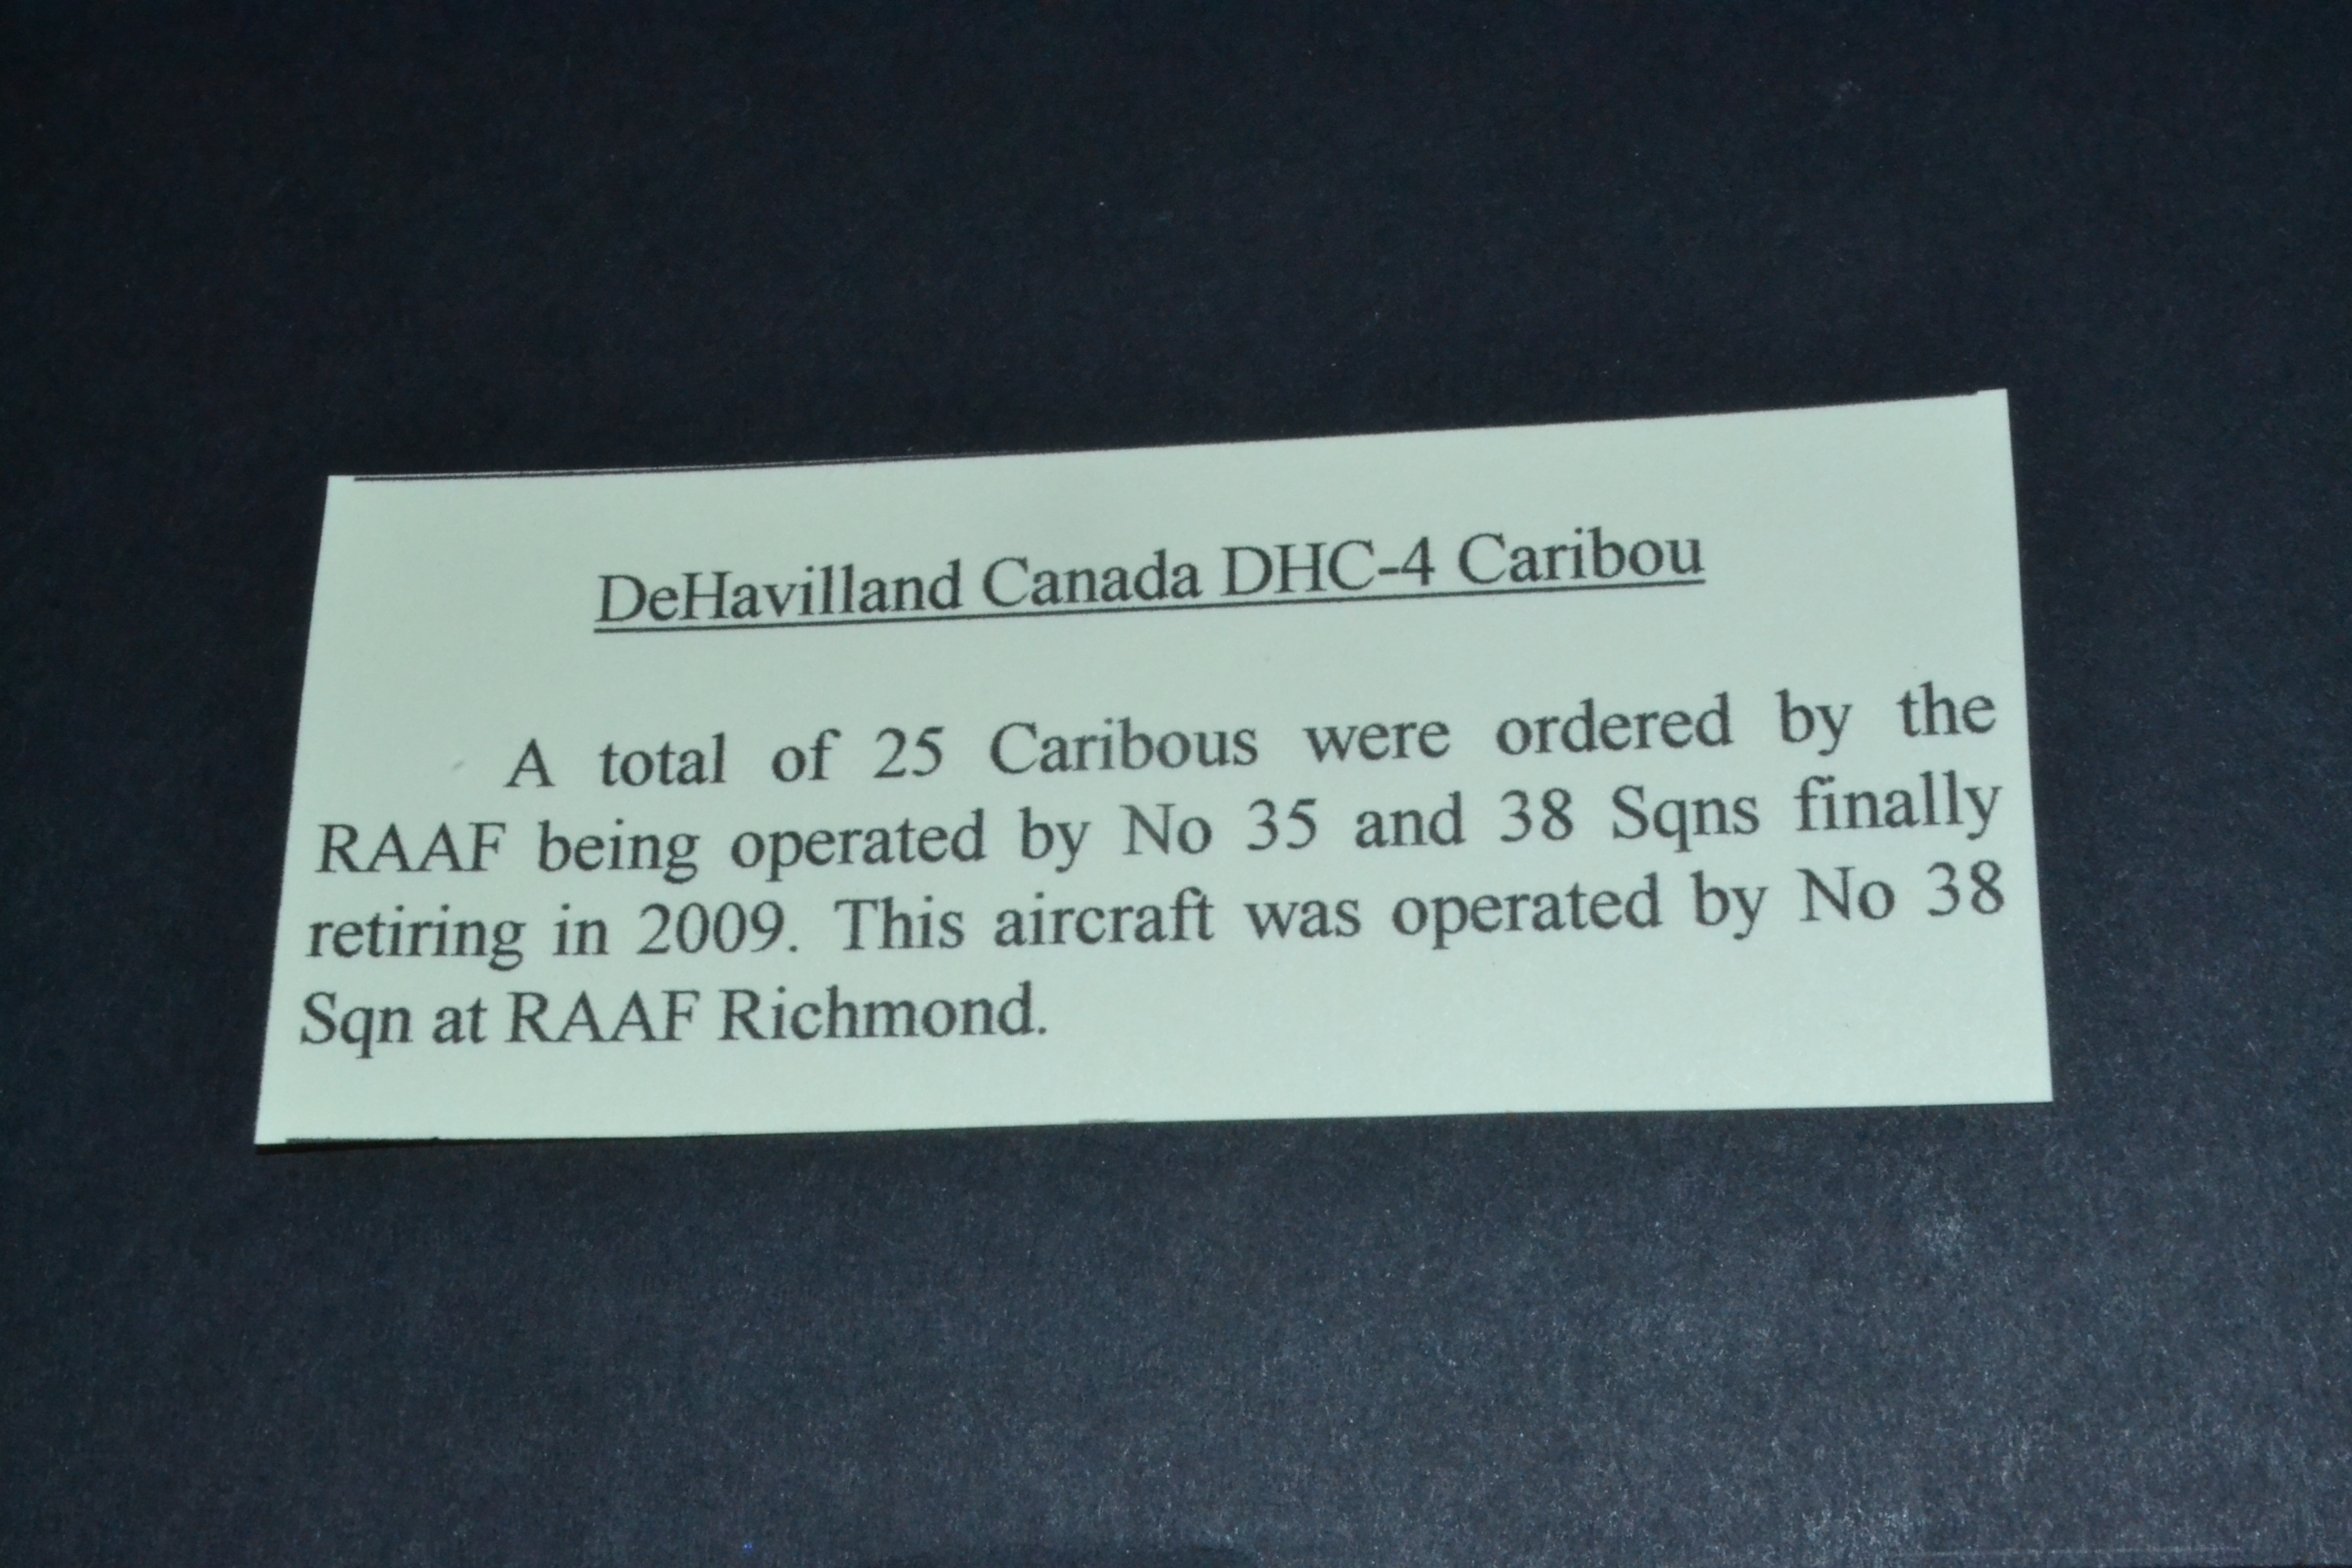 DeHavilland Canada DHC-4 Caribou
A total of 25 Caribous were ordered by the
RAAF being operated by No 35 and 38 Sqns finally
retiring in 2009. This aircraft was operated by No 38
Sqn at RAAF Richmond.